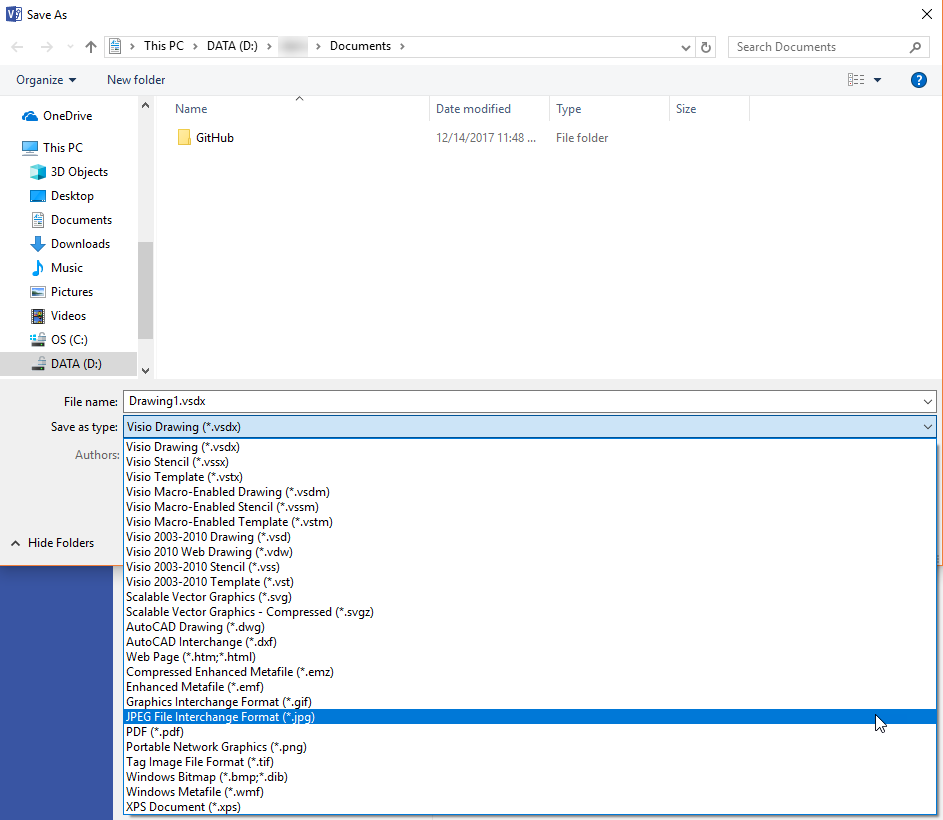 Save As
This PC > DATA (D:) > > Documents >
Search Documents
Organize
New folder
?
Name
Date modified
Type
Size
GitHub
12/14/2017 11:48 ...
File folder
OneDrive
This PC
3D Objects
Desktop
Documents
Downloads
Music
Pictures
Videos
OS (C:)
DATA (D:)
File name: Drawing1.vsdx
Save as type: Visio Drawing (*.vsdx)
Authors:
Hide Folders
Visio Drawing (*.vsdx)
Visio Stencil (*.vssx)
Visio Template (*.vstx)
Visio Macro-Enabled Drawing (*.vsdm)
Visio Macro-Enabled Stencil (*.vssm)
Visio Macro-Enabled Template (*.vstm)
Visio 2003-2010 Drawing (*.vsd)
Visio 2010 Web Drawing (*.vdw)
Visio 2003-2010 Stencil (*.vss)
Visio 2003-2010 Template (*.vst)
Scalable Vector Graphics (*.svg)
Scalable Vector Graphics - Compressed (*.svgz)
AutoCAD Drawing (*.dwg)
AutoCAD Interchange (*.dxf)
Web Page (*.htm;*.html)
Compressed Enhanced Metafile (*.emz)
Enhanced Metafile (*.emf)
Graphics Interchange Format (*.gif)
JPEG File Interchange Format (*.jpg)
PDF (*.pdf)
Portable Network Graphics (*.png)
Tag Image File Format (*.tif)
Windows Bitmap (*.bmp;*.dib)
Windows Metafile (*.wmf)
XPS Document (*.xps)